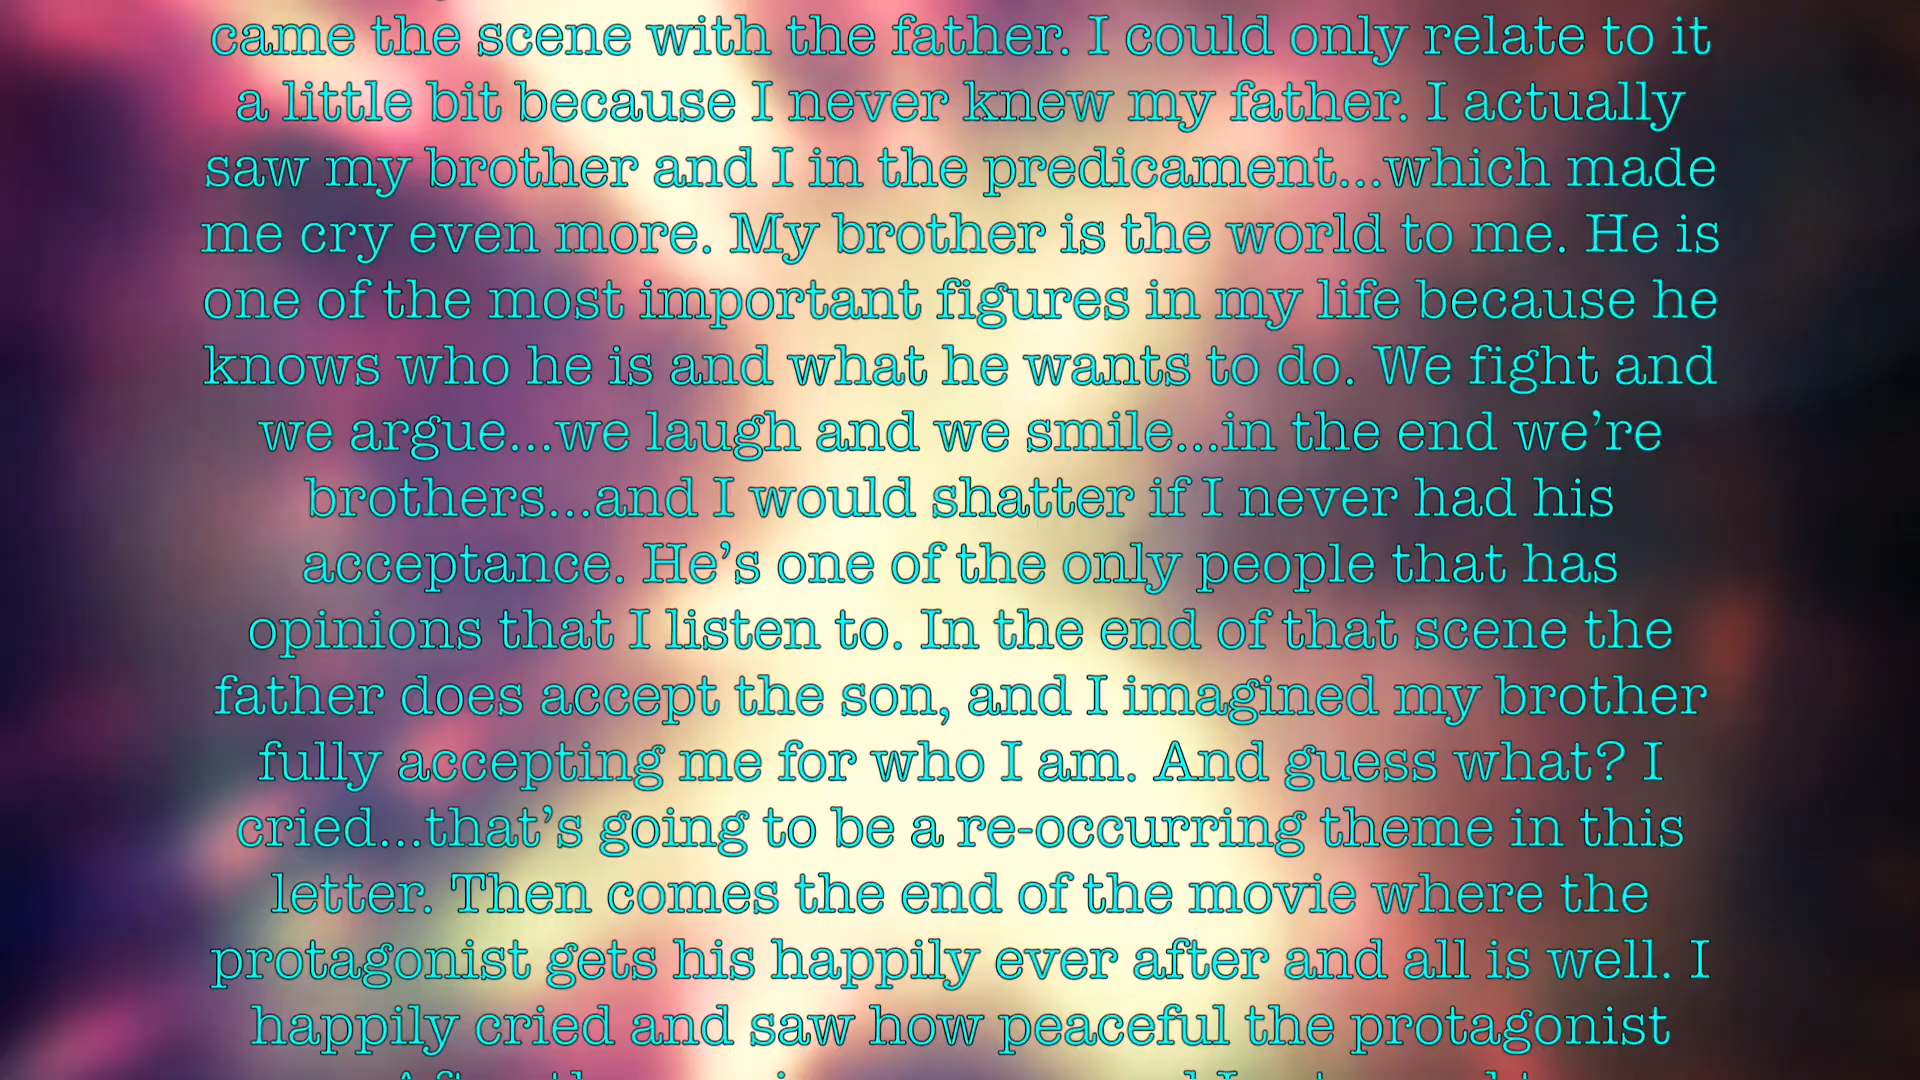 came the scene with the father. I could only relate to it
a little bit because I never knew my father. I actually
saw my brother and I in the predicament...which made
me cry even more. My brother is the world to me. He is
one of the most important figures in my life because he
knows who he is and what he wants to do. We fight and
we argue...we laugh and we smile...in the end we're
brothers...and I would shatter if I never had his
acceptance. He's one of the only people that has
opinions that I listen to. In the end of that scene the
father does accept the son, and I imagined my brother
fully accepting me for who I am. And guess what? I
cried...that's going to be a re-occurring theme in this
letter. Then comes the end of the movie where the
protagonist gets his happily ever after and all is well. I
happily cried and saw how peaceful the protagonist